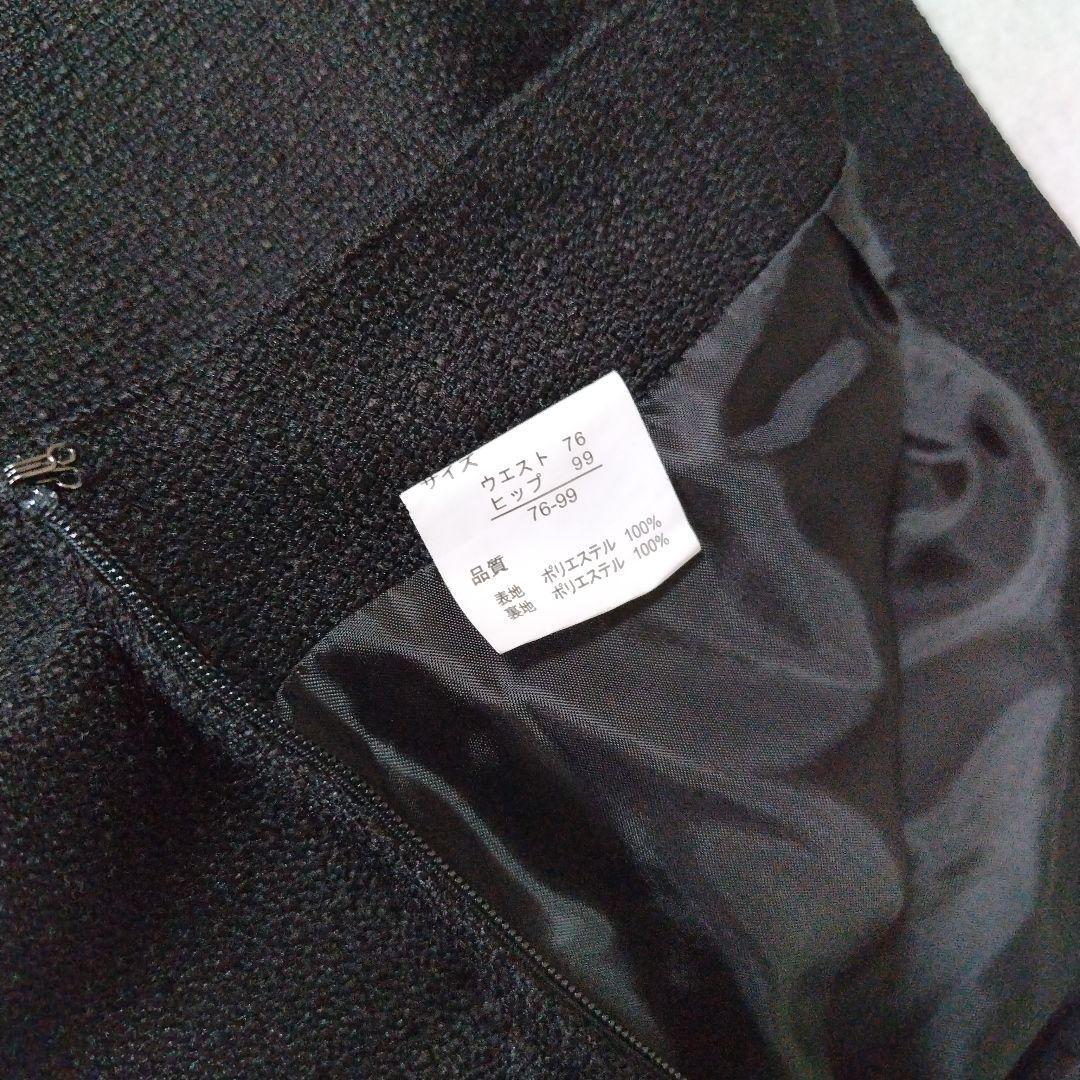 サイズ
ウエスト 76
ヒップ 99
76-99
品質
表地 ポリエステル 100%
裏地 ポリエステル 100%